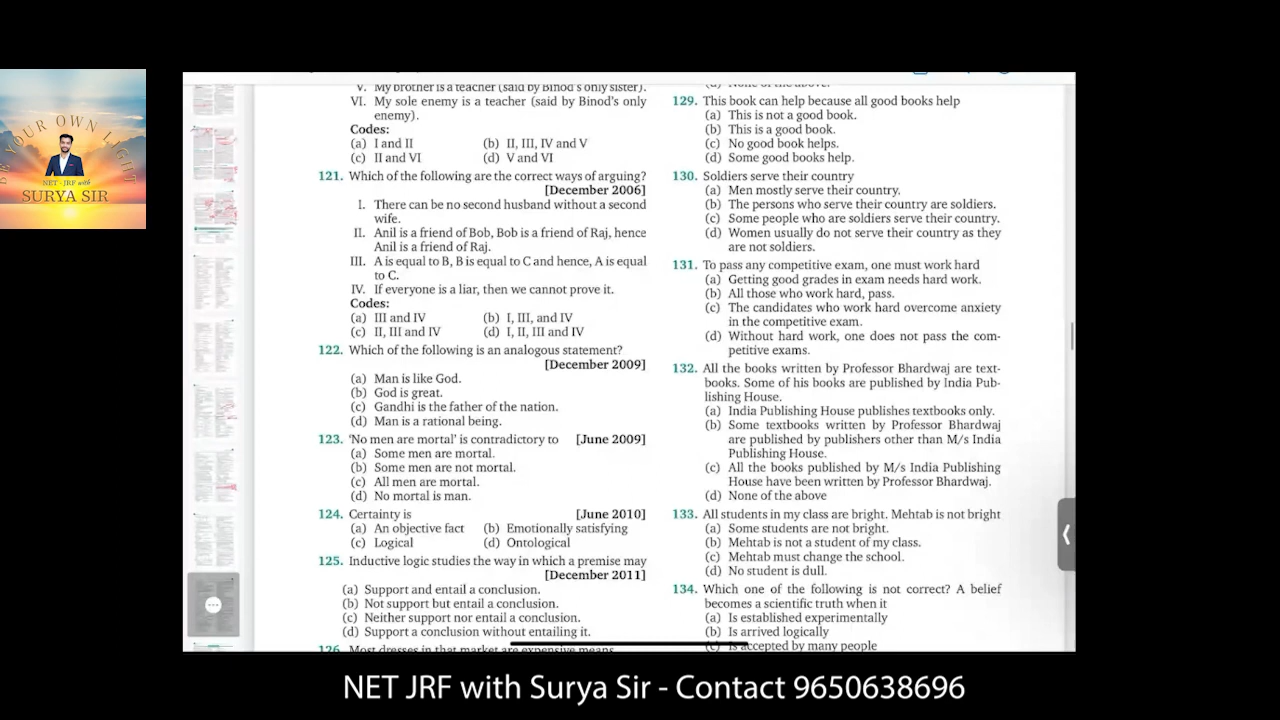 YOUR OWN LIGHT
NET - JRF with
SURYA SIR
V. My brother is a teacher (said by Binod's only sister).
VI. My sole enemy is a teacher (said by Binod's only
enemy).
Codes:
(a) I and II (b) II, III, IV and V
(c) II and VI (d) V and VI
121. Which of the following are the correct ways of arguing?
[December 2006]
I. There can be no second husband without a second
wife.
II. Anil is a friend of Bob, Bob is a friend of Raj, hence
Anil is a friend of Raj.
III. A is equal to B, B is equal to C and hence, A is equal
to C.
IV. If everyone is a liar, then we cannot prove it.
Codes:
(a) III and IV (b) I, III, and IV
(c) II, III and IV (d) I, II, III and IV
122. Which of the following is an analogous statement?
[December 2009]
(a) Man is like God.
(b) God is great.
(c) Gandhi is the father of the nation.
(d) Man is a rational being.
123. 'No men are mortal' is contradictory to [June 2009]
(a) Some men are mortal.
(b) Some men are not mortal.
(c) All men are mortal.
(d) No mortal is man.
124. Certainty is [June 2010]
(a) An objective fact (b) Emotionally satisfying
(c) Logical (d) Ontological
125. Inductive logic studies the way in which a premise may
[December 2011]
(a) Support and entail a conclusion.
(b) Not support but entail a conclusion.
(c) Neither support nor entail a conclusion.
(d) Support a conclusion without entailing it.
126. Most dresses in that market are expensive means
(d) None of the above.
129. This book can help because all good books help
(a) This is not a good book.
(b) This is a good book.
(c) No good book helps.
(d) Some good books help.
130. Soldiers serve their country
(a) Men mostly serve their country.
(b) The persons who serve their country are soldiers.
(c) Some people who are soldiers serve their country.
(d) Women usually do not serve their country as they
are not soldiers.
131. To pass any competitive exam, one must work hard
(a) Getting good grades in exam needs hard work.
(b) All those who work hard, pass.
(c) The candidates who work hard overcome anxiety
in the competitive exam.
(d) Without hard work, one does not pass the com-
petitive exams.
132. All the books written by Professor Bhardwaj are text-
books. Some of his books are published by India Pub-
lishing House.
(a) India Publishing House publishes textbooks only.
(b) Some textbooks written by Professor Bhardwaj
are published by publishers other than M/s India
Publishing House.
(c) All the books published by M/s India Publishing
House have been written by Professor Bhardwaj.
(d) None of the above
133. All students in my class are bright. Mehtab is not bright
(a) Some students are not bright.
(b) Mehtab is not a student of my class.
(c) Mehtab must change the school.
(d) No student is dull.
134. Which one of the following is not correct? A belief
becomes a scientific truth when it
(a) Is established experimentally
(b) Is arrived logically
(c) Is accepted by many people
NET JRF with Surya Sir - Contact 9650638696